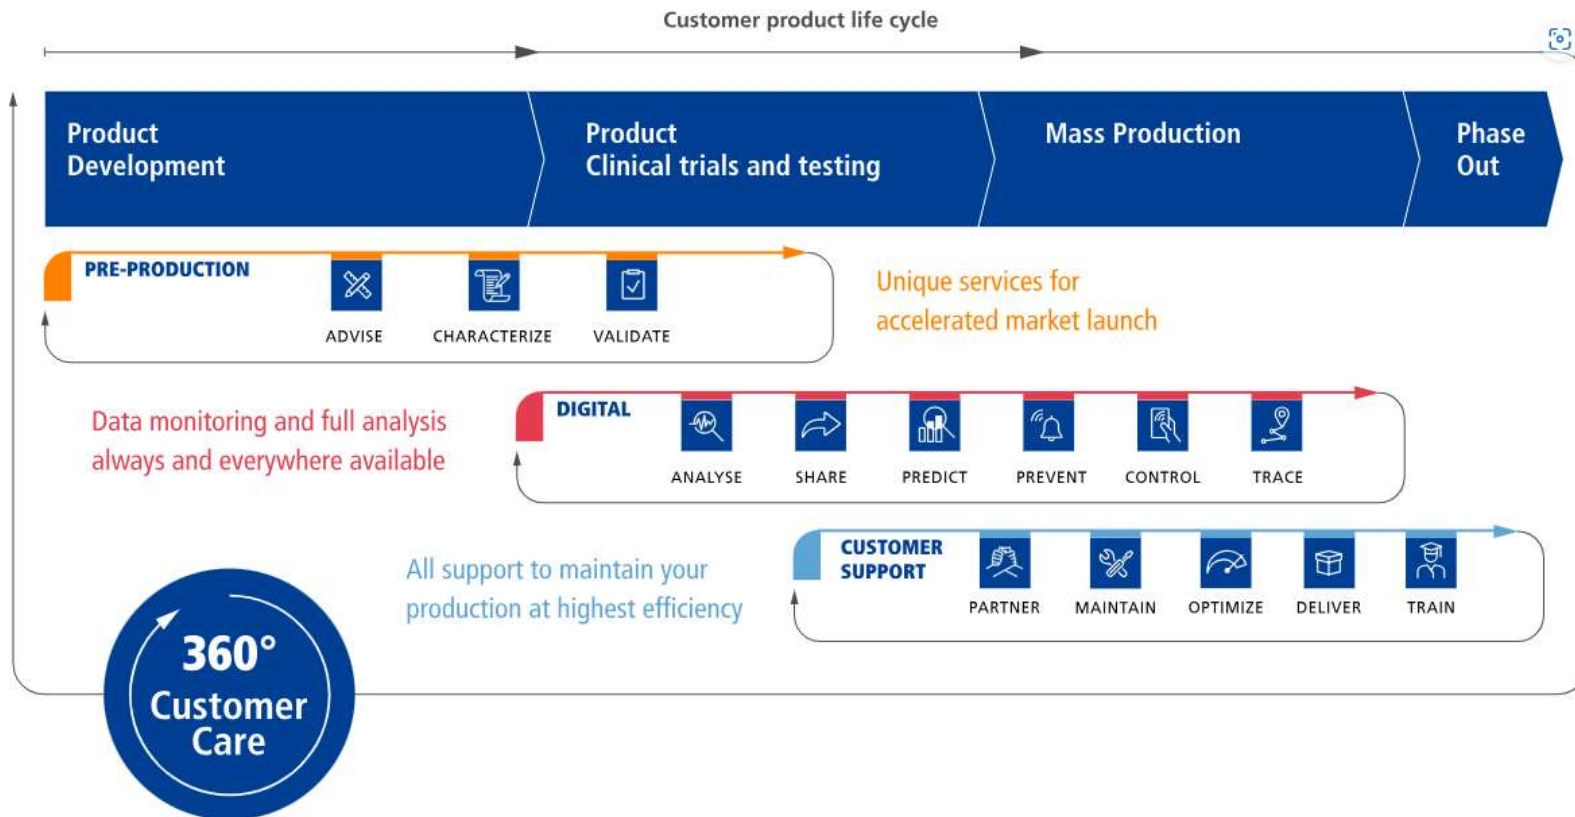 Customer product life cycle
Product
Development
Product
Clinical trials and testing
Mass Production
Phase
Out
PRE-PRODUCTION
ADVISE
CHARACTERIZE
VALIDATE
Unique services for
accelerated market launch
Data monitoring and full analysis
always and everywhere available
DIGITAL
ANALYSE
SHARE
PREDICT
PREVENT
CONTROL
TRACE
All support to maintain your
production at highest efficiency
CUSTOMER
SUPPORT
PARTNER
MAINTAIN
OPTIMIZE
DELIVER
TRAIN
360°
Customer
Care